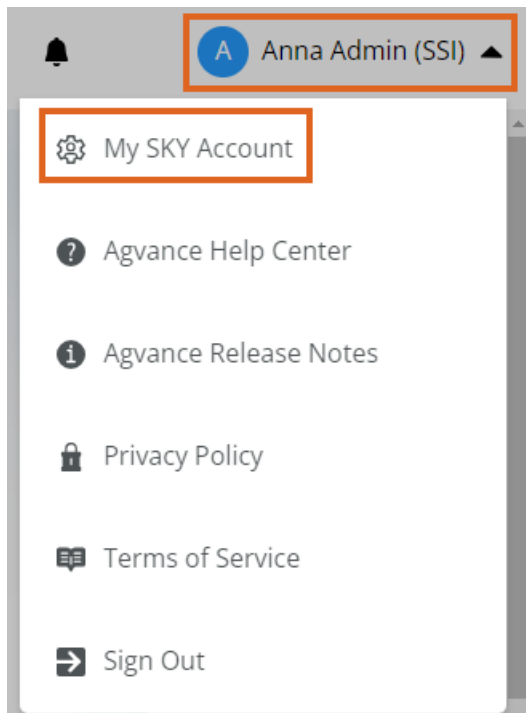 A Anna Admin (SSI)
My SKY Account
Agvance Help Center
Agvance Release Notes
Privacy Policy
Terms of Service
Sign Out